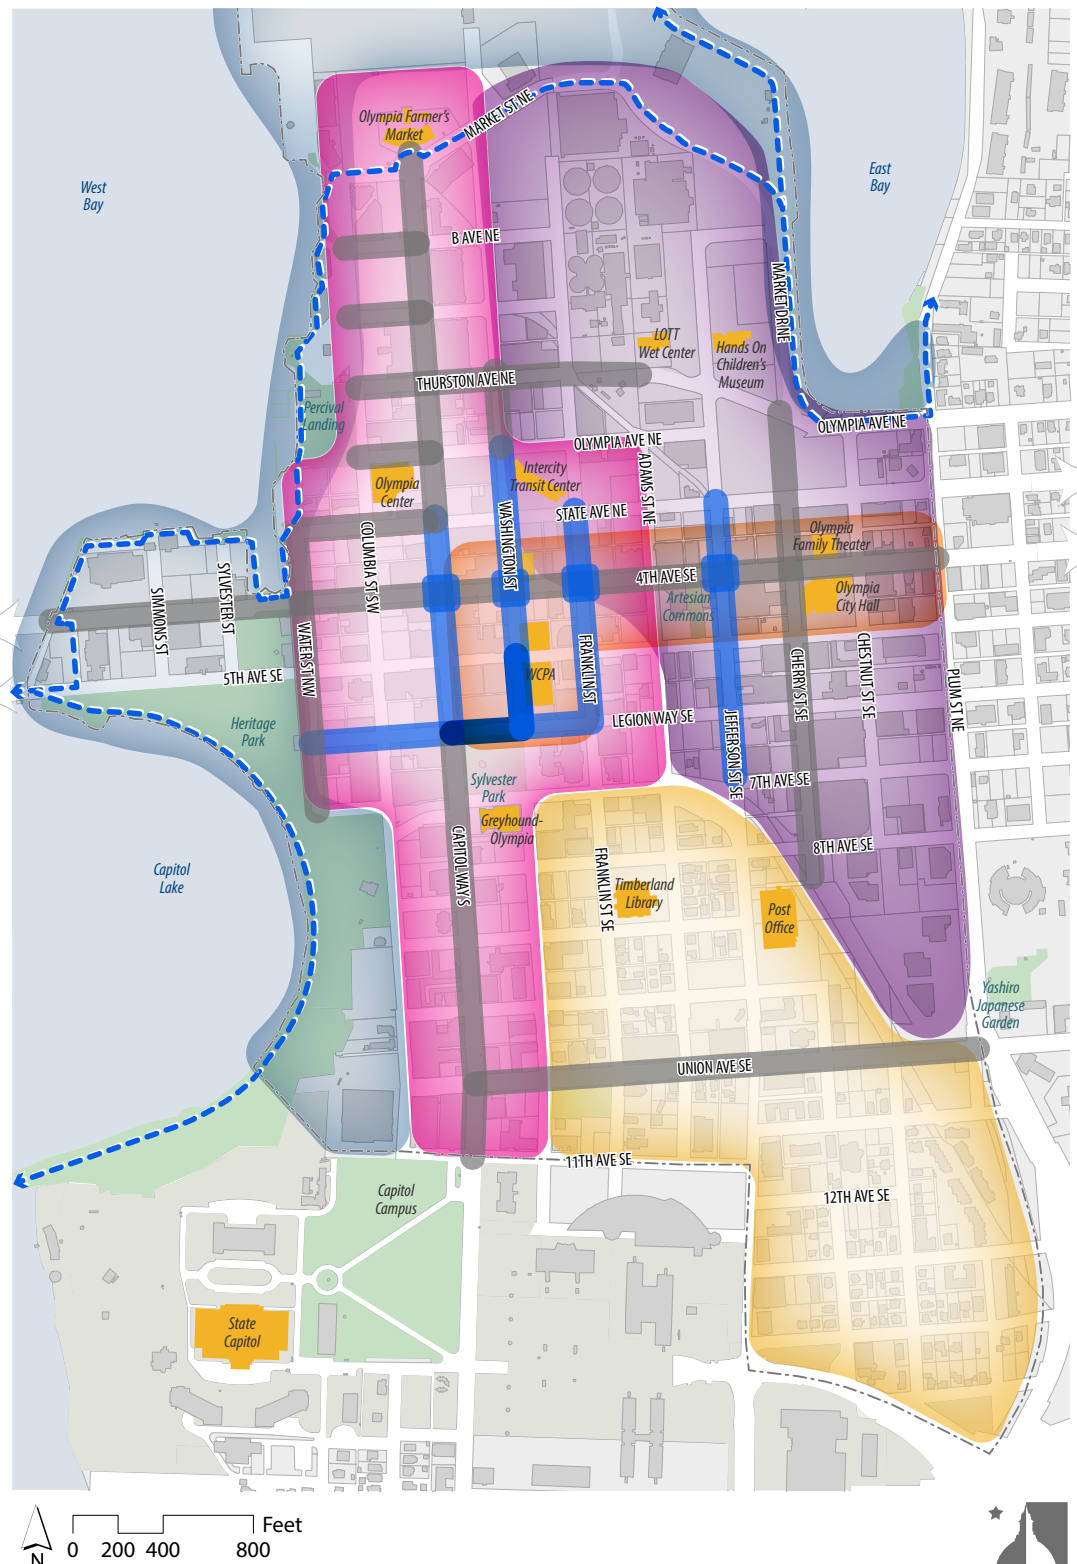 Olympia Farmer's
Market
MARKET ST NE
West
Bay
East
Bay
B AVE NE
MARKET DR NE
LOTT
Wet Center
Hands On
Children's
Museum
THURSTON AVE NE
Percival
Landing
OLYMPIA AVE NE
OLYMPIA AVE NE
ADAMS ST NE
Intercity
Transit Center
Olympia
Center
STATE AVE NE
WASHINGTON ST
COLUMBIA ST SW
Olympia
Family Theater
4TH AVE SE
Artesian
Commons
Olympia
City Hall
SIMMONS ST
SYLVESTER ST
WATER ST NW
5TH AVE SE
FRANKLIN ST
WCPA
CHERRY ST SE
CHESTNUT ST SE
PLUM ST NE
Heritage
Park
LEGION WAY SE
JEFFERSON ST SE
7TH AVE SE
Sylvester
Park
Greyhound-
Olympia
CAPITOL WAY S
8TH AVE SE
Capitol
Lake
FRANKLIN ST SE
Timberland
Library
Post
Office
Yashiro
Japanese
Garden
UNION AVE SE
11TH AVE SE
Capitol
Campus
12TH AVE SE
State
Capitol
N
Feet
0 200 400 800